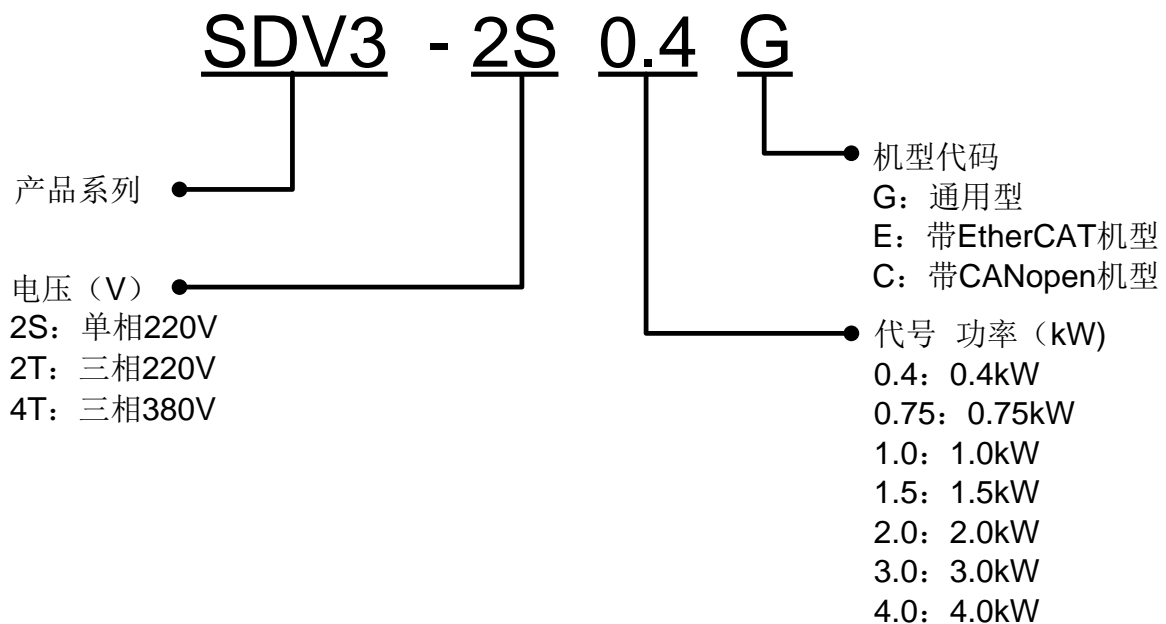 SDV3 - 2S 0.4 G
产品系列
电压（V）
2S：单相220V
2T：三相220V
4T：三相380V
机型代码
G：通用型
E：带EtherCAT机型
C：带CANopen机型
代号 功率（kW)
0.4：0.4kW
0.75：0.75kW
1.0：1.0kW
1.5：1.5kW
2.0：2.0kW
3.0：3.0kW
4.0：4.0kW